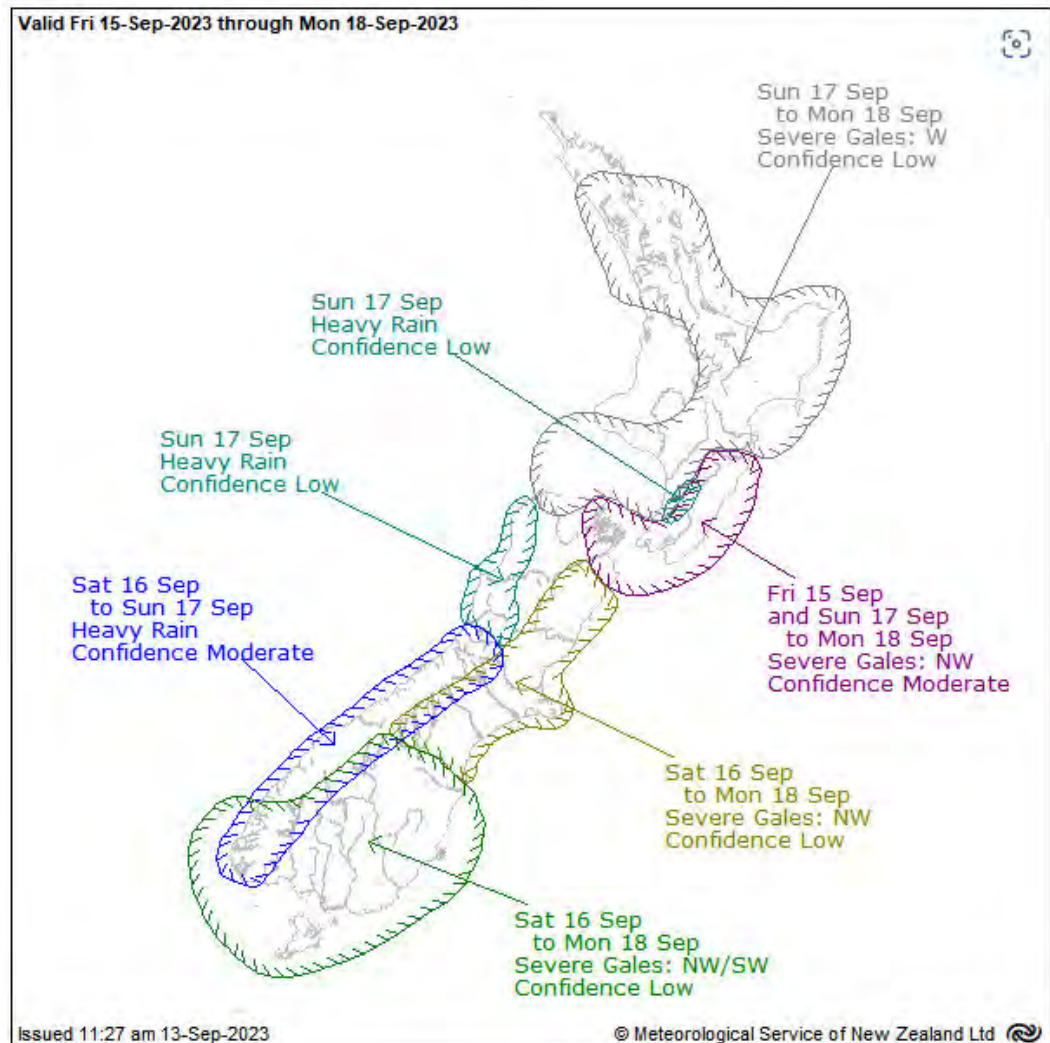 Valid Fri 15-Sep-2023 through Mon 18-Sep-2023
Sun 17 Sep
to Mon 18 Sep
Severe Gales: W
Confidence Low
Sun 17 Sep
Heavy Rain
Confidence Low
Sun 17 Sep
Heavy Rain
Confidence Low
Sat 16 Sep
to Sun 17 Sep
Heavy Rain
Confidence Moderate
Fri 15 Sep
and Sun 17 Sep
to Mon 18 Sep
Severe Gales: NW
Confidence Moderate
Sat 16 Sep
to Mon 18 Sep
Severe Gales: NW
Confidence Low
Sat 16 Sep
to Mon 18 Sep
Severe Gales: NW/SW
Confidence Low
Issued 11:27 am 13-Sep-2023
© Meteorological Service of New Zealand Ltd